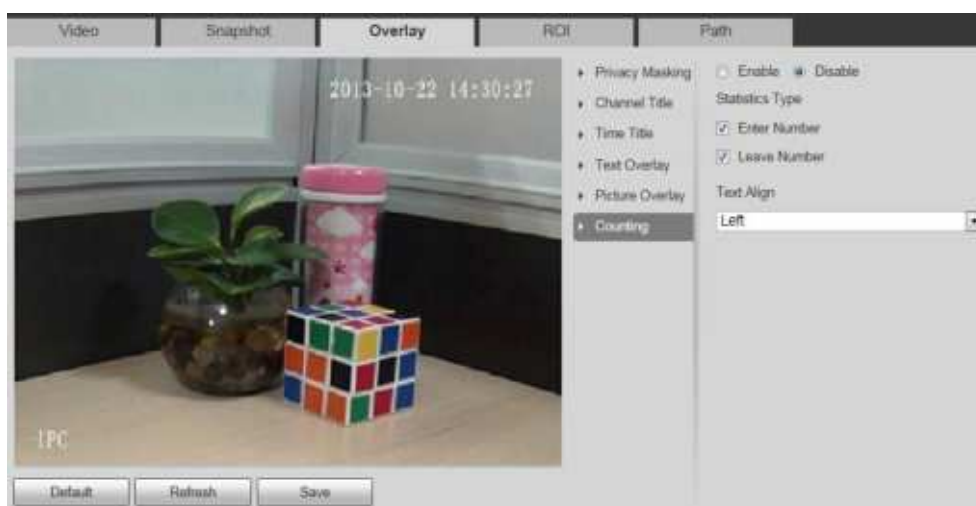 Video
Snapshot
Overlay
ROI
Path
2013-10-22 14:30:27
IPC
Privacy Masking
Channel Title
Time Title
Text Overlay
Picture Overlay
Counting
Enable Disable
Statistics Type
Enter Number
Leave Number
Text Align
Left
Default
Refresh
Save